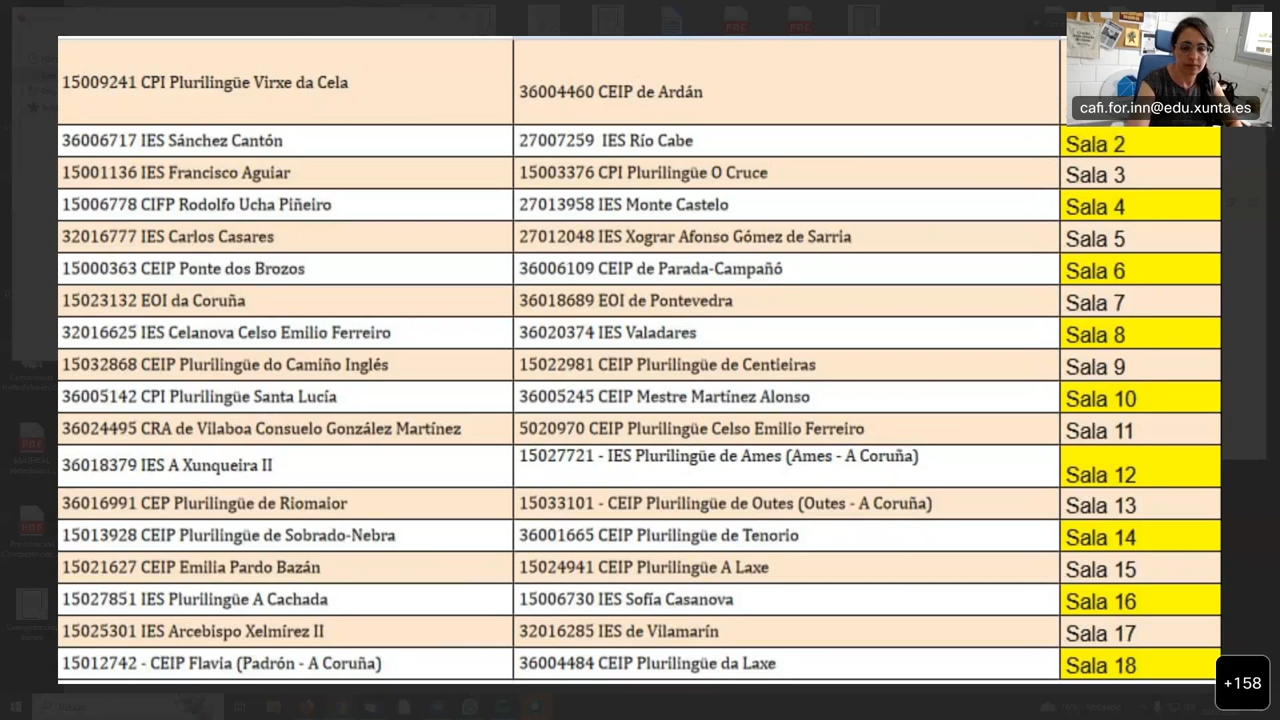 15009241 CPI Plurilingüe Virxe da Cela
36004460 CEIP de Ardán
cafi.for.inn@edu.xunta.es
36006717 IES Sánchez Cantón 27007259 IES Río Cabe Sala 2
15001136 IES Francisco Aguiar 15003376 CPI Plurilingüe O Cruce Sala 3
15006778 CIFP Rodolfo Ucha Piñeiro 27013958 IES Monte Castelo Sala 4
32016777 IES Carlos Casares 27012048 IES Xograr Afonso Gómez de Sarria Sala 5
15000363 CEIP Ponte dos Brozos 36006109 CEIP de Parada-Campañó Sala 6
15023132 EOI da Coruña 36018689 EOI de Pontevedra Sala 7
32016625 IES Celanova Celso Emilio Ferreiro 36020374 IES Valadares Sala 8
15032868 CEIP Plurilingüe do Camiño Inglés 15022981 CEIP Plurilingüe de Centieiras Sala 9
36005142 CPI Plurilingüe Santa Lucía 36005245 CEIP Mestre Martínez Alonso Sala 10
36024495 CRA de Vilaboa Consuelo González Martínez 5020970 CEIP Plurilingüe Celso Emilio Ferreiro Sala 11
36018379 IES A Xunqueira II 15027721 - IES Plurilingüe de Ames (Ames - A Coruña) Sala 12
36016991 CEP Plurilingüe de Riomaior 15033101 - CEIP Plurilingüe de Outes (Outes - A Coruña) Sala 13
15013928 CEIP Plurilingüe de Sobrado-Nebra 36001665 CEIP Plurilingüe de Tenorio Sala 14
15021627 CEIP Emilia Pardo Bazán 15024941 CEIP Plurilingüe A Laxe Sala 15
15027851 IES Plurilingüe A Cachada 15006730 IES Sofía Casanova Sala 16
15025301 IES Arcebispo Xelmírez II 32016285 IES de Vilamarín Sala 17
15012742 - CEIP Flavia (Padrón - A Coruña) 36004484 CEIP Plurilingüe da Laxe Sala 18
+158